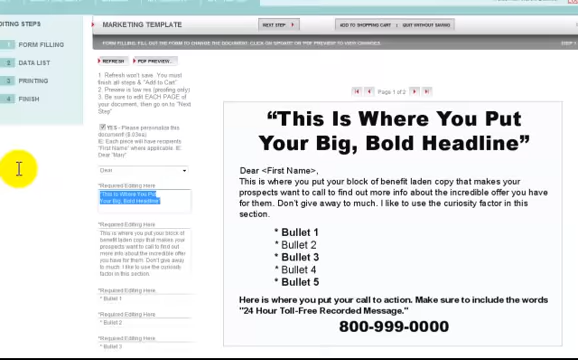 EDITING STEPS
1 FORM FILLING
2 DATA LIST
3 PRINTING
4 FINISH
MARKETING TEMPLATE
NEXT STEP
ADD TO SHOPPING CART | QUIT WITHOUT SAVING
FORM FILLING: FILL OUT THE FORM TO CHANGE THE DOCUMENT. CLICK ON UPDATE OR PDF PREVIEW TO VIEW CHANGES.
STEP 1
REFRESH
PDF PREVIEW...
1. Refresh won't save. You must
finish all steps & "Add to Cart"
2. Preview is low res (proofing only)
3. Be sure to edit EACH PAGE of
your document, then go to "Next
Step"
YES - Please personalize this
document!
IE: Each piece will have recipients
"First Name" where applicable. IE:
Dear "Mary"
Dear
*Required Editing Here
"This Is Where You Put
Your Big, Bold Headline"
*Required Editing Here
This is where you put your block of
benefit laden copy that makes your
prospects want to call to find out
more info about the incredible offer
you have for them. Don't give away
to much. I like to use the curiosity
factor in this section.
*Required Editing Here
* Bullet 1
*Required Editing Here
* Bullet 2
*Required Editing Here
* Bullet 3
Page 1 of 2
“This Is Where You Put
Your Big, Bold Headline”
Dear <First Name>,
This is where you put your block of benefit laden copy that makes your
prospects want to call to find out more info about the incredible offer you have
for them. Don't give away to much. I like to use the curiosity factor in this
section.
* Bullet 1
* Bullet 2
* Bullet 3
* Bullet 4
* Bullet 5
Here is where you put your call to action. Make sure to include the words
"24 Hour Toll-Free Recorded Message."
800-999-0000